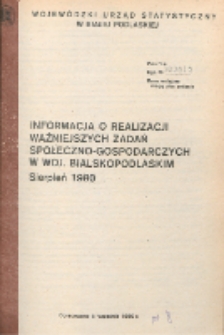 WOJEWÓDZKI URZĄD STATYSTYCZNY
W BIAŁEJ PODLASKIEJ
INFORMACJA O REALIZACJI
WAŻNIEJSZYCH ZADAŃ
SPOŁECZNO-GOSPODARCZYCH
W WOJ. BIALSKOPODLASKIM
Sierpień 1980